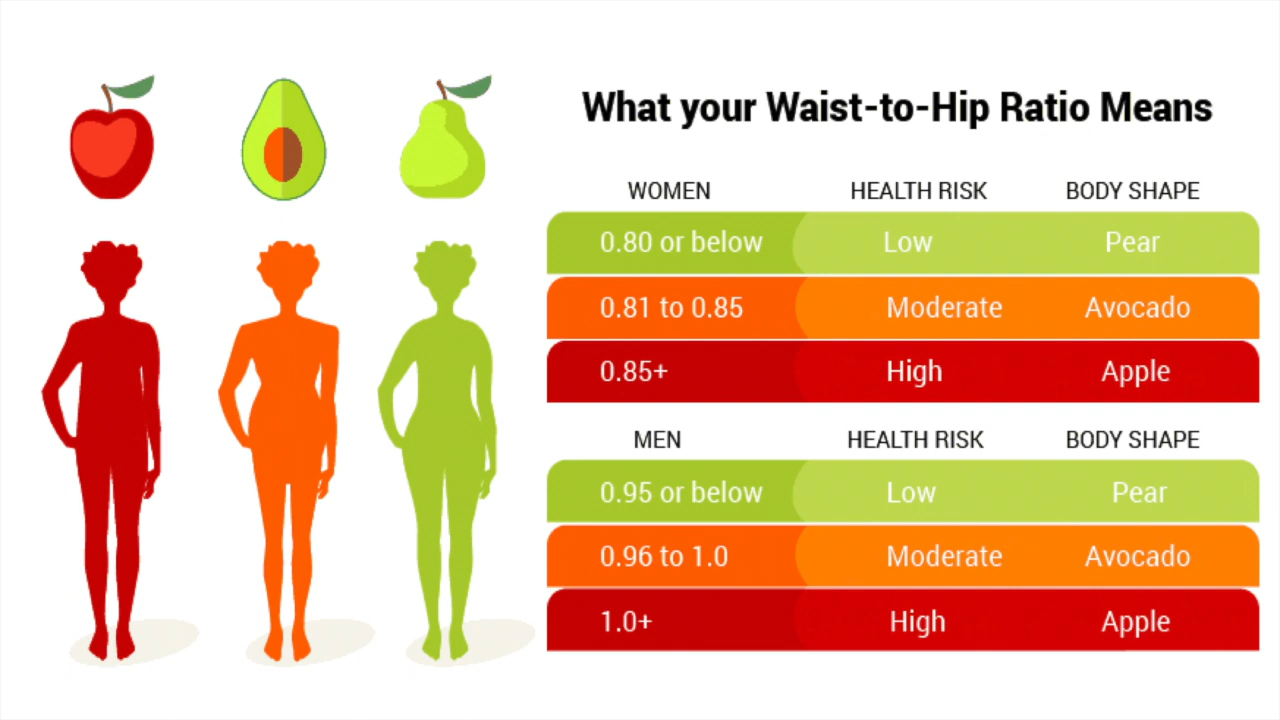 What your Waist-to-Hip Ratio Means
WOMEN HEALTH RISK BODY SHAPE
0.80 or below Low Pear
0.81 to 0.85 Moderate Avocado
0.85+ High Apple
MEN HEALTH RISK BODY SHAPE
0.95 or below Low Pear
0.96 to 1.0 Moderate Avocado
1.0+ High Apple